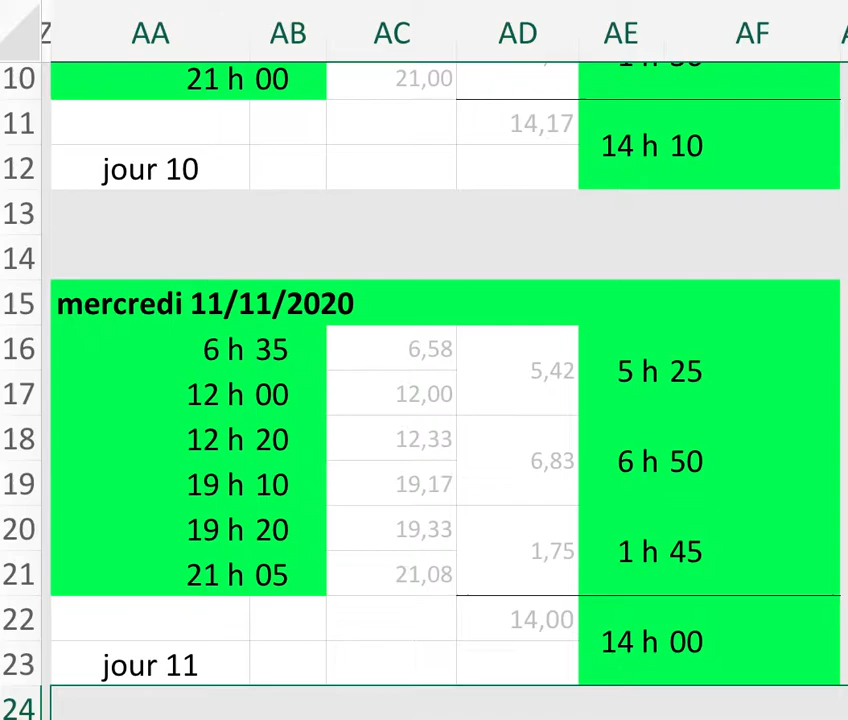 Z AA AB AC AD AE AF
10 21 h 00 21,00
11 14,17 14 h 10
12 jour 10
13
14
15 mercredi 11/11/2020
16 6 h 35 6,58 5,42 5 h 25
17 12 h 00 12,00
18 12 h 20 12,33 6,83 6 h 50
19 19 h 10 19,17
20 19 h 20 19,33 1,75 1 h 45
21 21 h 05 21,08
22 14,00 14 h 00
23 jour 11
24